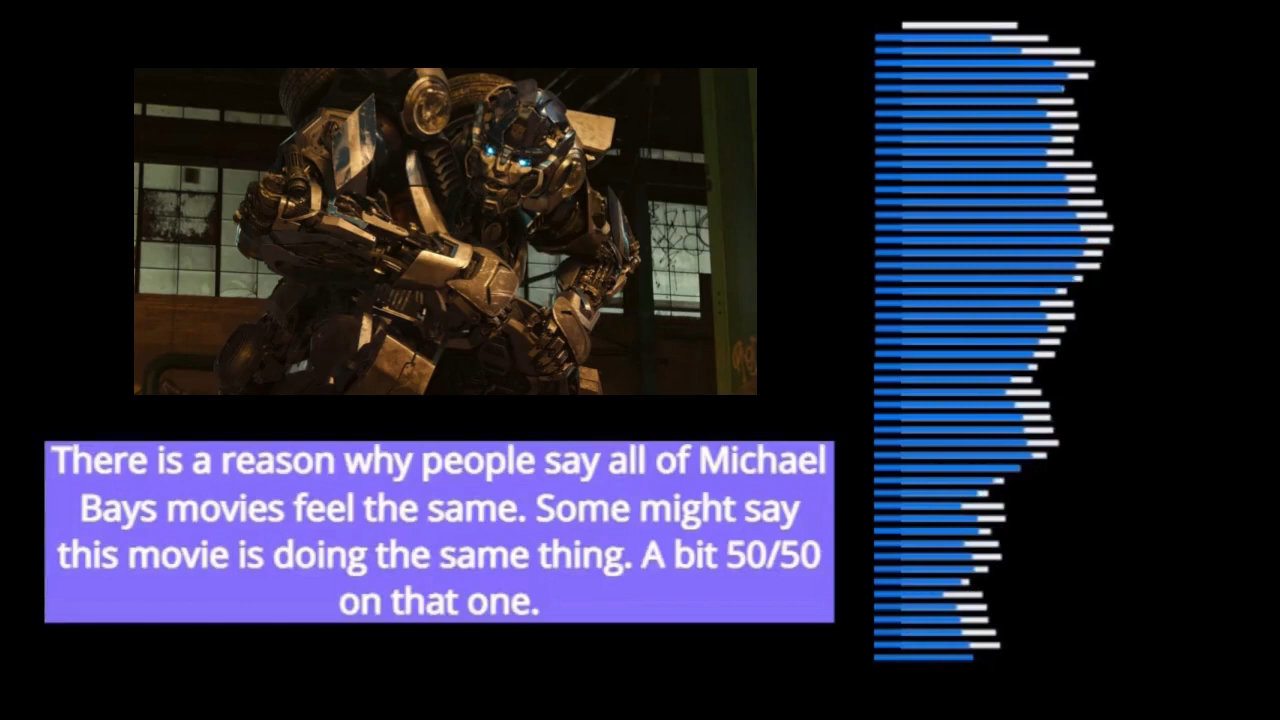 There is a reason why people say all of Michael
Bays movies feel the same. Some might say
this movie is doing the same thing. A bit 50/50
on that one.